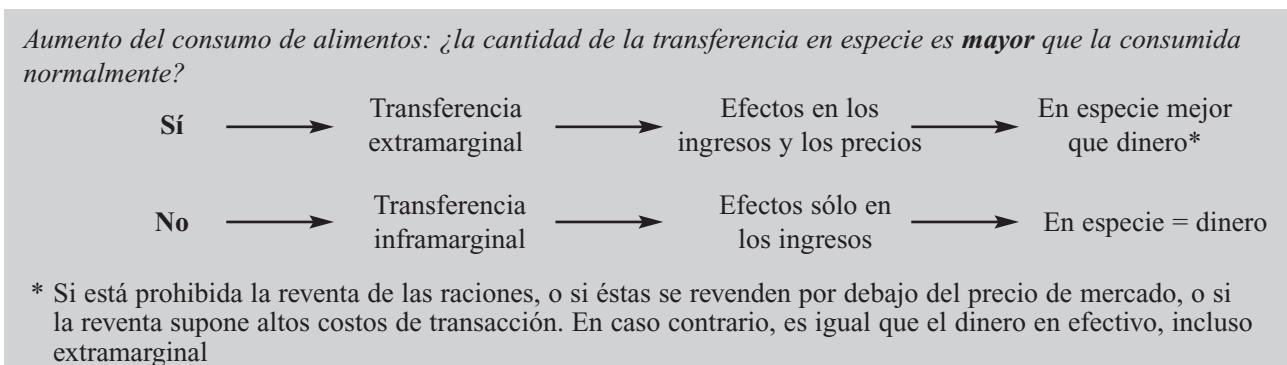 Aumento del consumo de alimentos: ¿la cantidad de la transferencia en especie es mayor que la consumida
normalmente?
Sí
Transferencia
extramarginal
Efectos en los
ingresos y los precios
En especie mejor
que dinero*
No
Transferencia
inframarginal
Efectos sólo en
los ingresos
En especie = dinero
* Si está prohibida la reventa de las raciones, o si éstas se revenden por debajo del precio de mercado, o si
la reventa supone altos costos de transacción. En caso contrario, es igual que el dinero en efectivo, incluso
extramarginal